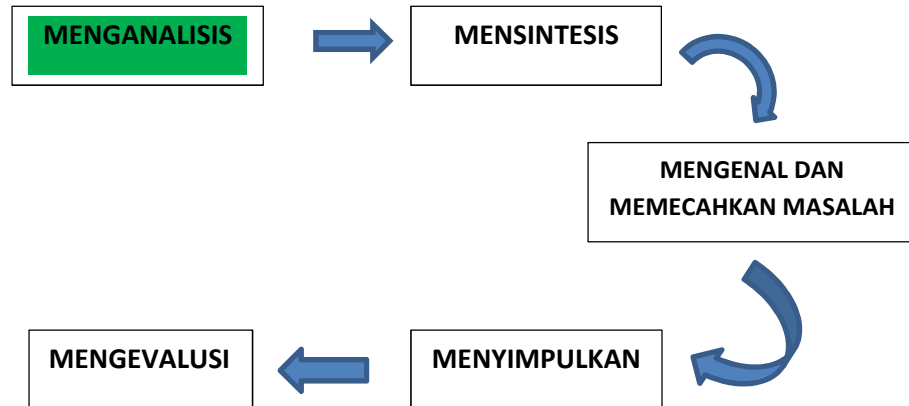 MENGANALISIS
MENSINTESIS
MENGENAL DAN
MEMECAHKAN MASALAH
MENYIMPULKAN
MENGEVALUSI